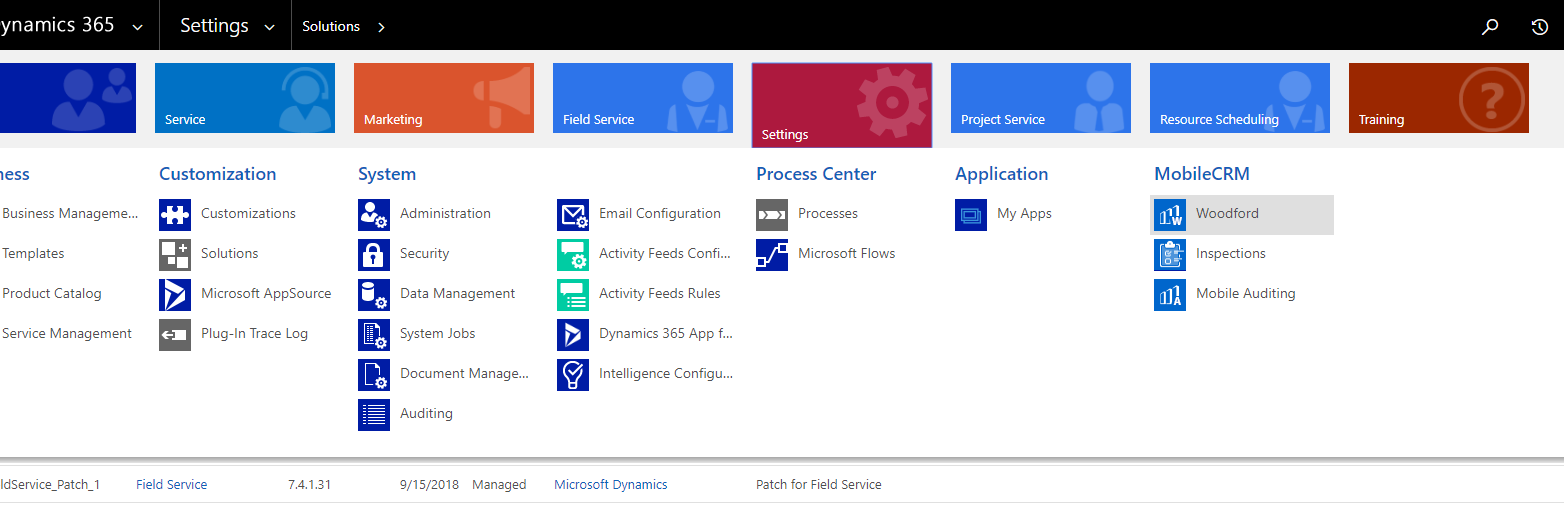 ynamics 365 Settings Solutions
Service Marketing Field Service Settings Project Service Resource Scheduling Training
ness Customization System Process Center Application MobileCRM
Business Manageme... Customizations Administration Email Configuration Processes My Apps Woodford
Templates Solutions Security Activity Feeds Confi... Microsoft Flows Inspections
Product Catalog Microsoft AppSource Data Management Activity Feeds Rules Mobile Auditing
Service Management Plug-In Trace Log System Jobs Dynamics 365 App f...
Document Manage... Intelligence Configu...
Auditing
ldService_Patch_1 Field Service 7.4.1.31 9/15/2018 Managed Microsoft Dynamics Patch for Field Service